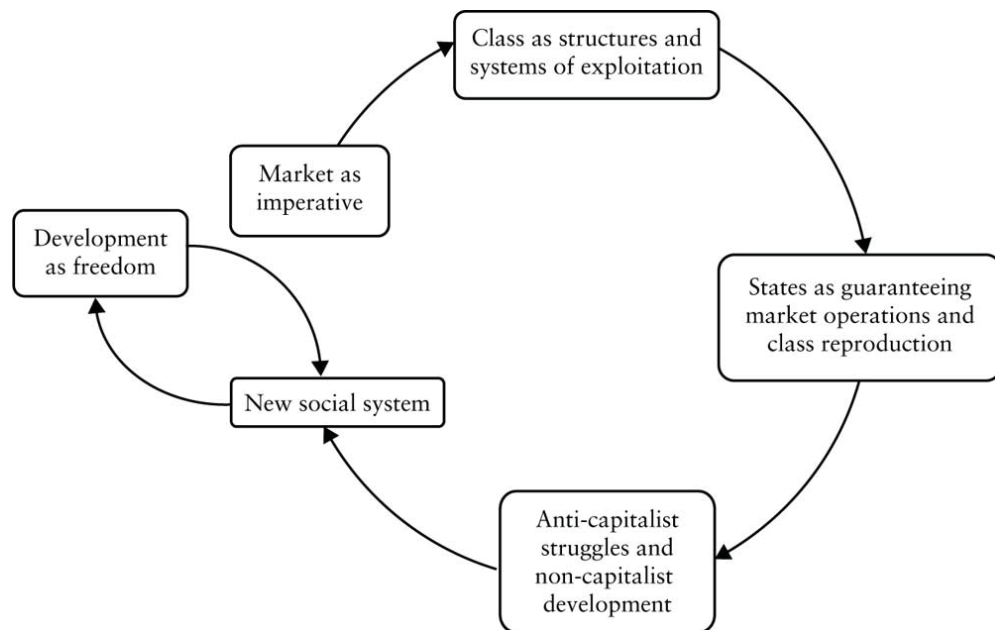 Class as structures and
systems of exploitation
Market as
imperative
Development
as freedom
States as guaranteeing
market operations and
class reproduction
New social system
Anti-capitalist
struggles and
non-capitalist
development